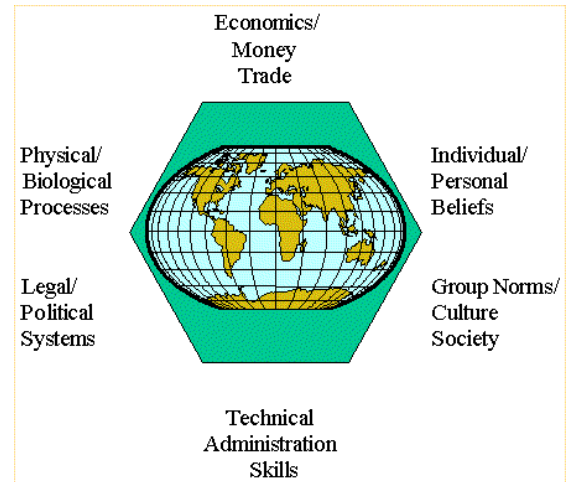 Economics/
Money
Trade
Physical/
Biological
Processes
Individual/
Personal
Beliefs
Legal/
Political
Systems
Group Norms/
Culture
Society
Technical
Administration
Skills